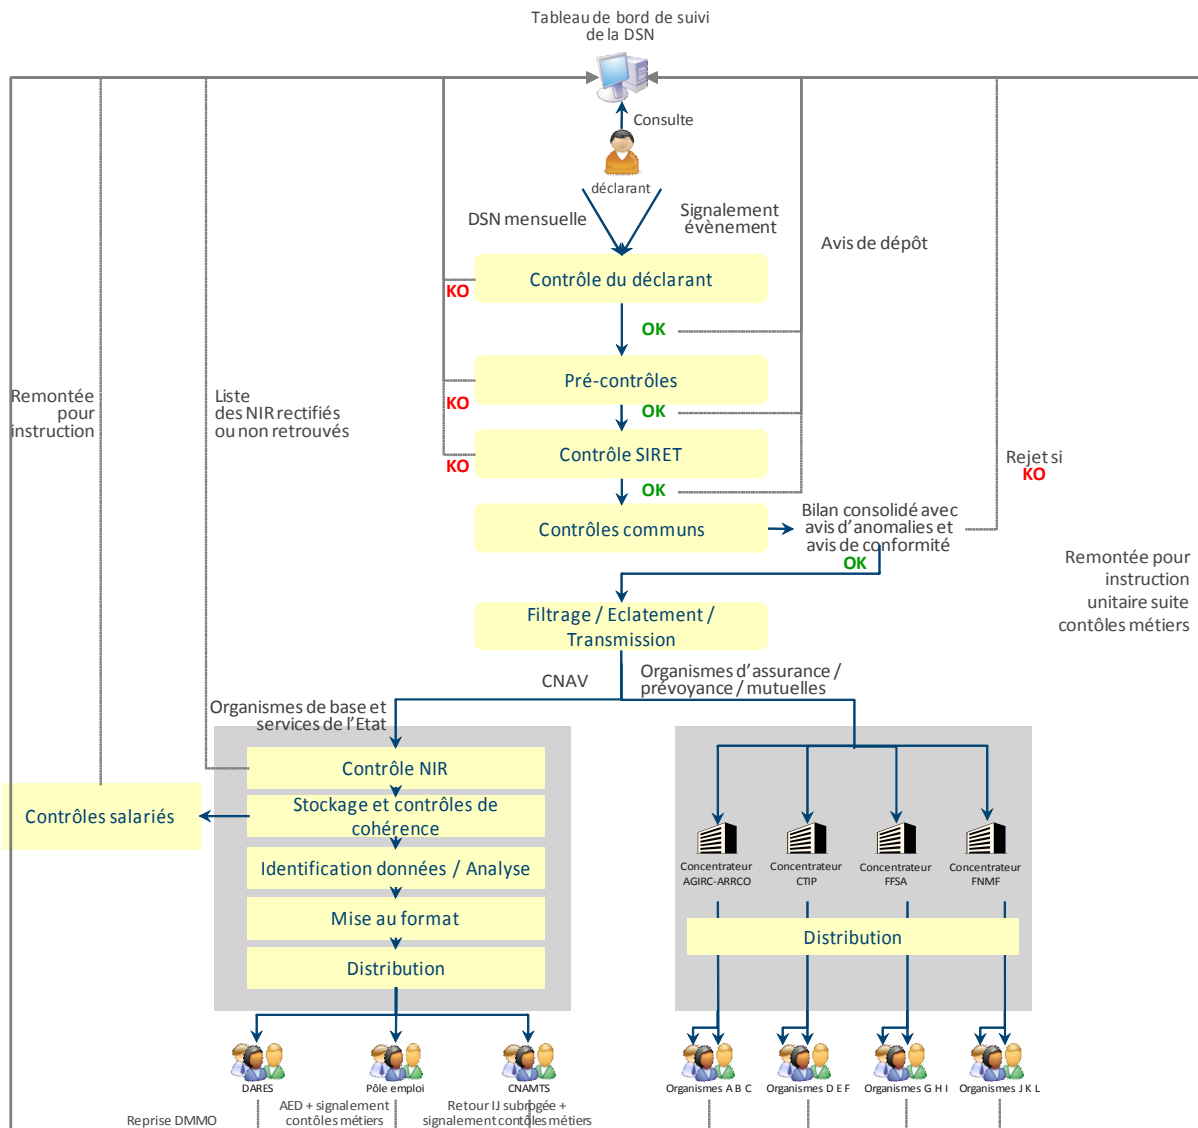 Tableau de bord de suivi
de la DSN
Consulte
déclarant
DSN mensuelle
Signalement
évènement
Avis de dépôt
Contrôle du déclarant
KO
OK
Pré-contrôles
KO
OK
Remontée
pour
instruction
Liste
des NIR rectifiés
ou non retrouvés
Contrôle SIRET
KO
OK
Rejet si
KO
Contrôles communs
Bilan consolidé avec
avis d'anomalies et
avis de conformité
OK
Remontée pour
instruction
unitaire suite
contôles métiers
Filtrage / Eclatement /
Transmission
CNAV
Organismes d'assurance /
prévoyance / mutuelles
Organismes de base et
services de l'Etat
Contrôle NIR
Contrôles salariés
Stockage et contrôles de
cohérence
Identification données / Analyse
Mise au format
Distribution
Concentrateur
AGIRC-ARRCO
Concentrateur
CTIP
Concentrateur
FFSA
Concentrateur
FNMF
Distribution
DARES
Pôle emploi
CNAMTS
Organismes A B C
Organismes D E F
Organismes G H I
Organismes J K L
Reprise DMMO
AED + signalement
contôles métiers
Retour IJ subrogée +
signalement contôles métiers